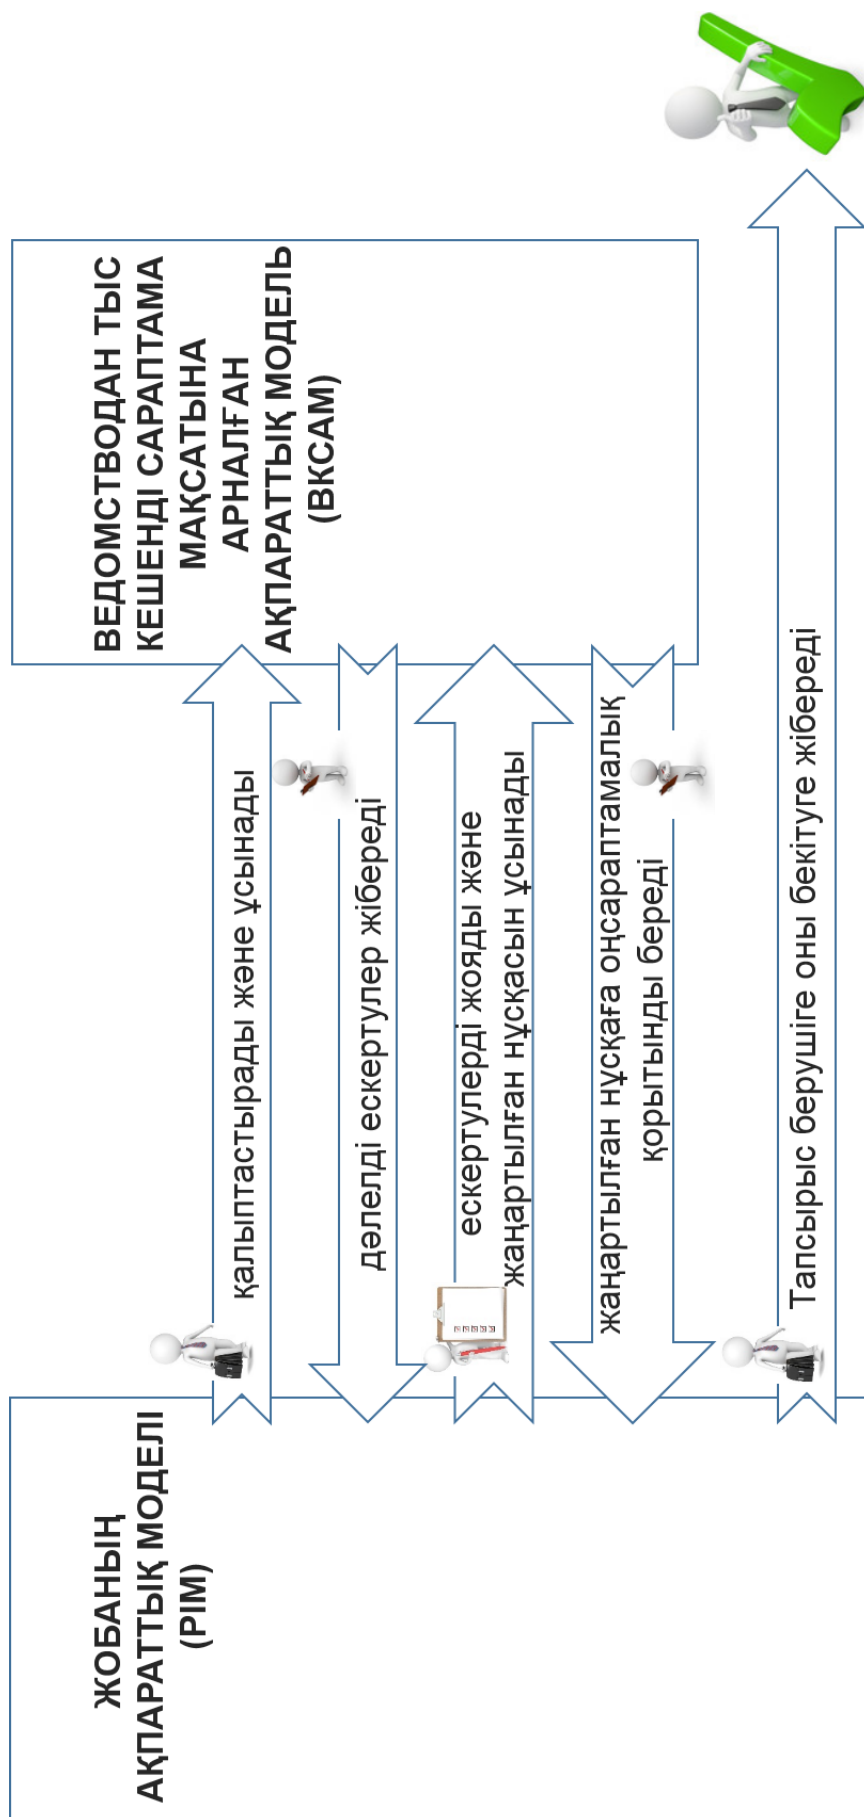 ЖОБАНЫҢ
АҚПАРАТТЫҚ МОДЕЛІ
(PIM)
ВЕДОМСТВОДАН ТЫС
КЕШЕНДІ САРАПТАМА
МАҚСАТЫНА
АРНАЛҒАН
АҚПАРАТТЫҚ МОДЕЛЬ
(ВКСАМ)
қалыптастырады және ұсынады
дәлелді ескертулер жібереді
ескертулерді жояды және
жаңартылған нұсқасын ұсынады
жаңартылған нұсқаға оңсараптамалық
қорытынды береді
Тапсырыс берушіге оны бекітуге жібереді